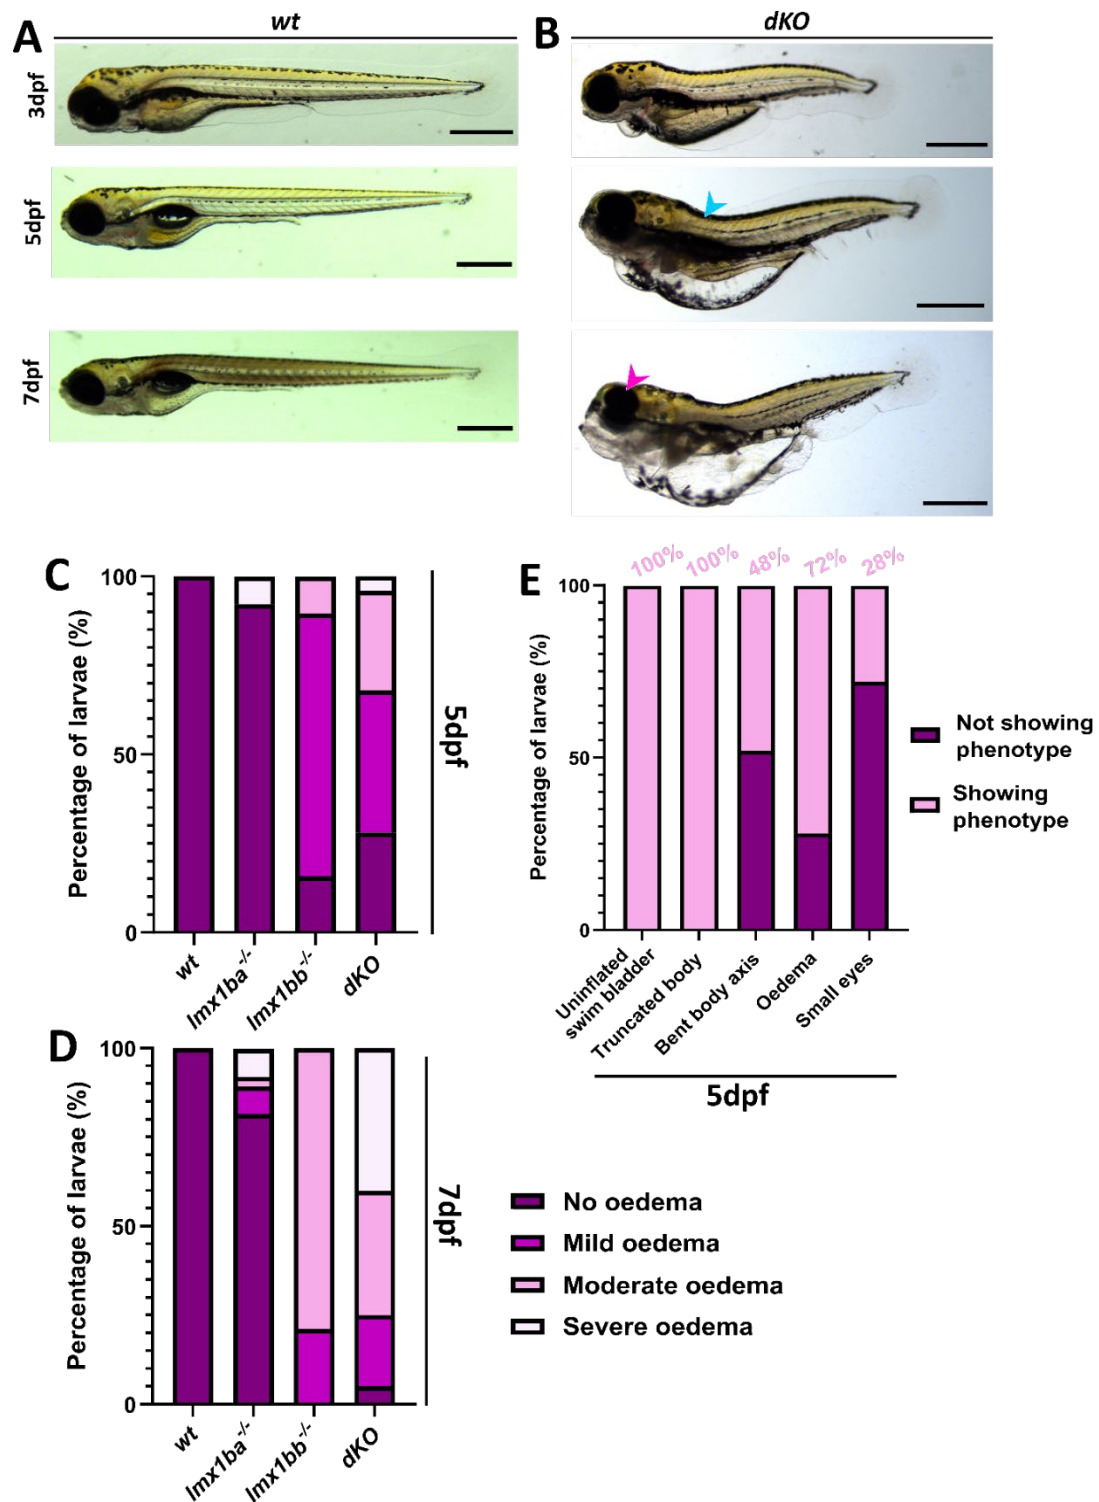 A
wt
B
dKO
3dpf
5dpf
7dpf
C
100
50
0
Percentage of larvae (%)
wt
lmx1ba-/-
lmx1bb-/-
dKO
5dpf
E
100% 100% 48% 72% 28%
100
50
0
Percentage of larvae (%)
Uninflated
swim bladder
Truncated body
Bent body axis
Oedema
Small eyes
5dpf
Not showing
phenotype
Showing
phenotype
D
100
50
0
Percentage of larvae (%)
wt
lmx1ba-/-
lmx1bb-/-
dKO
7dpf
No oedema
Mild oedema
Moderate oedema
Severe oedema